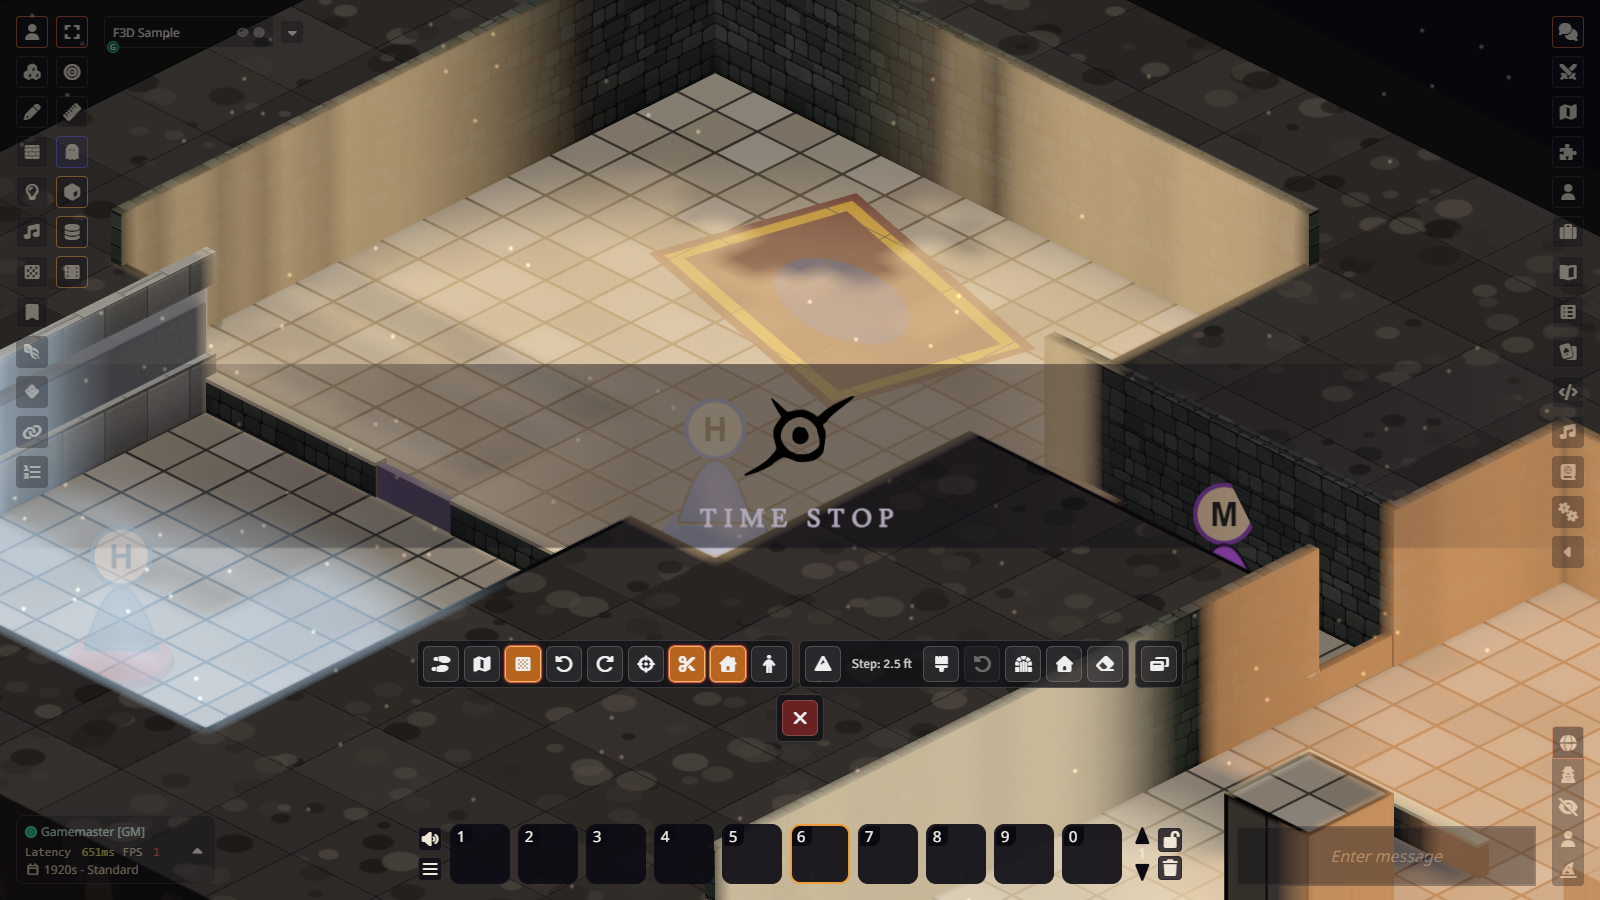 F3D Sample
G
H
TIME STOP
M
H
Step: 2.5 ft
Gamemaster [GM]
Latency 651ms FPS 1
1920s - Standard
1 2 3 4 5 6 7 8 9 0
1
Enter message